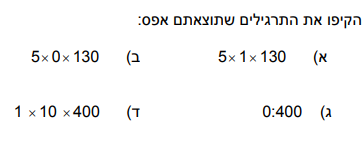 הקיפו את התרגילים שתוצאתם אפס:
א) 5×1×130 ב) 5×0×130
ג) 0:400 ד) 1 ×10 ×400